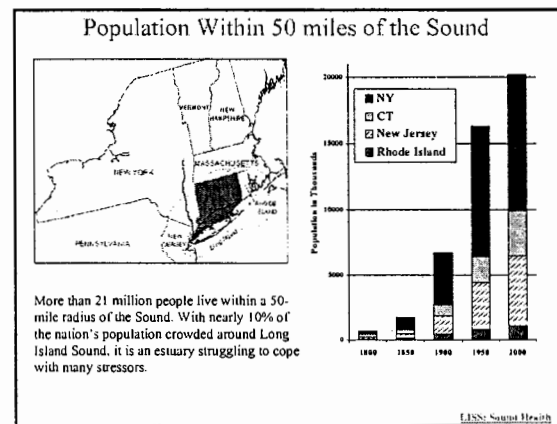 Population Within 50 miles of the Sound
VERMONT
NEW
HAMPSHIRE
MASSACHUSETTS
NEW YORK
RHODE
ISLAND
PENNSYLVANIA
NEW
JERSEY
More than 21 million people live within a 50-
mile radius of the Sound. With nearly 10% of
the nation's population crowded around Long
Island Sound, it is an estuary struggling to cope
with many stressors.
Population in Thousands
20000
15000
10000
5000
0
NY
CT
New Jersey
Rhode Island
1800
1850
1900
1950
2000
LISS: Sound Health